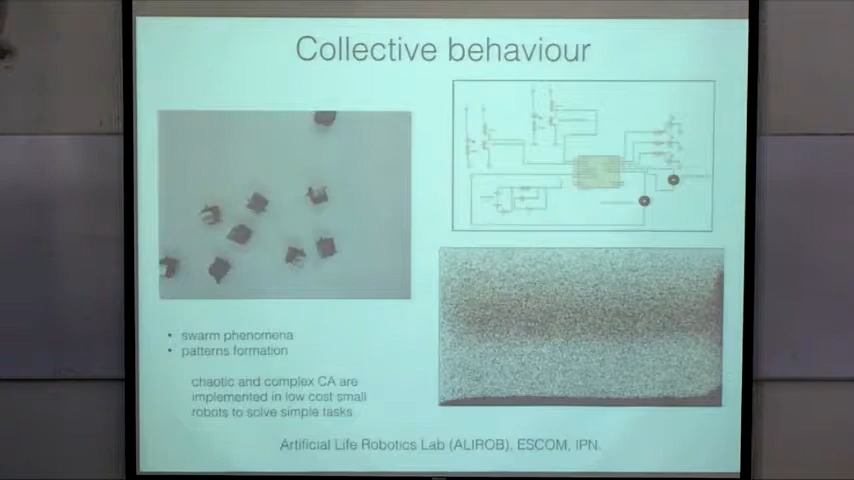 Collective behaviour
• swarm phenomena
• patterns formation
chaotic and complex CA are
implemented in low cost small
robots to solve simple tasks
Artificial Life Robotics Lab (ALIROB), ESCOM, IPN.